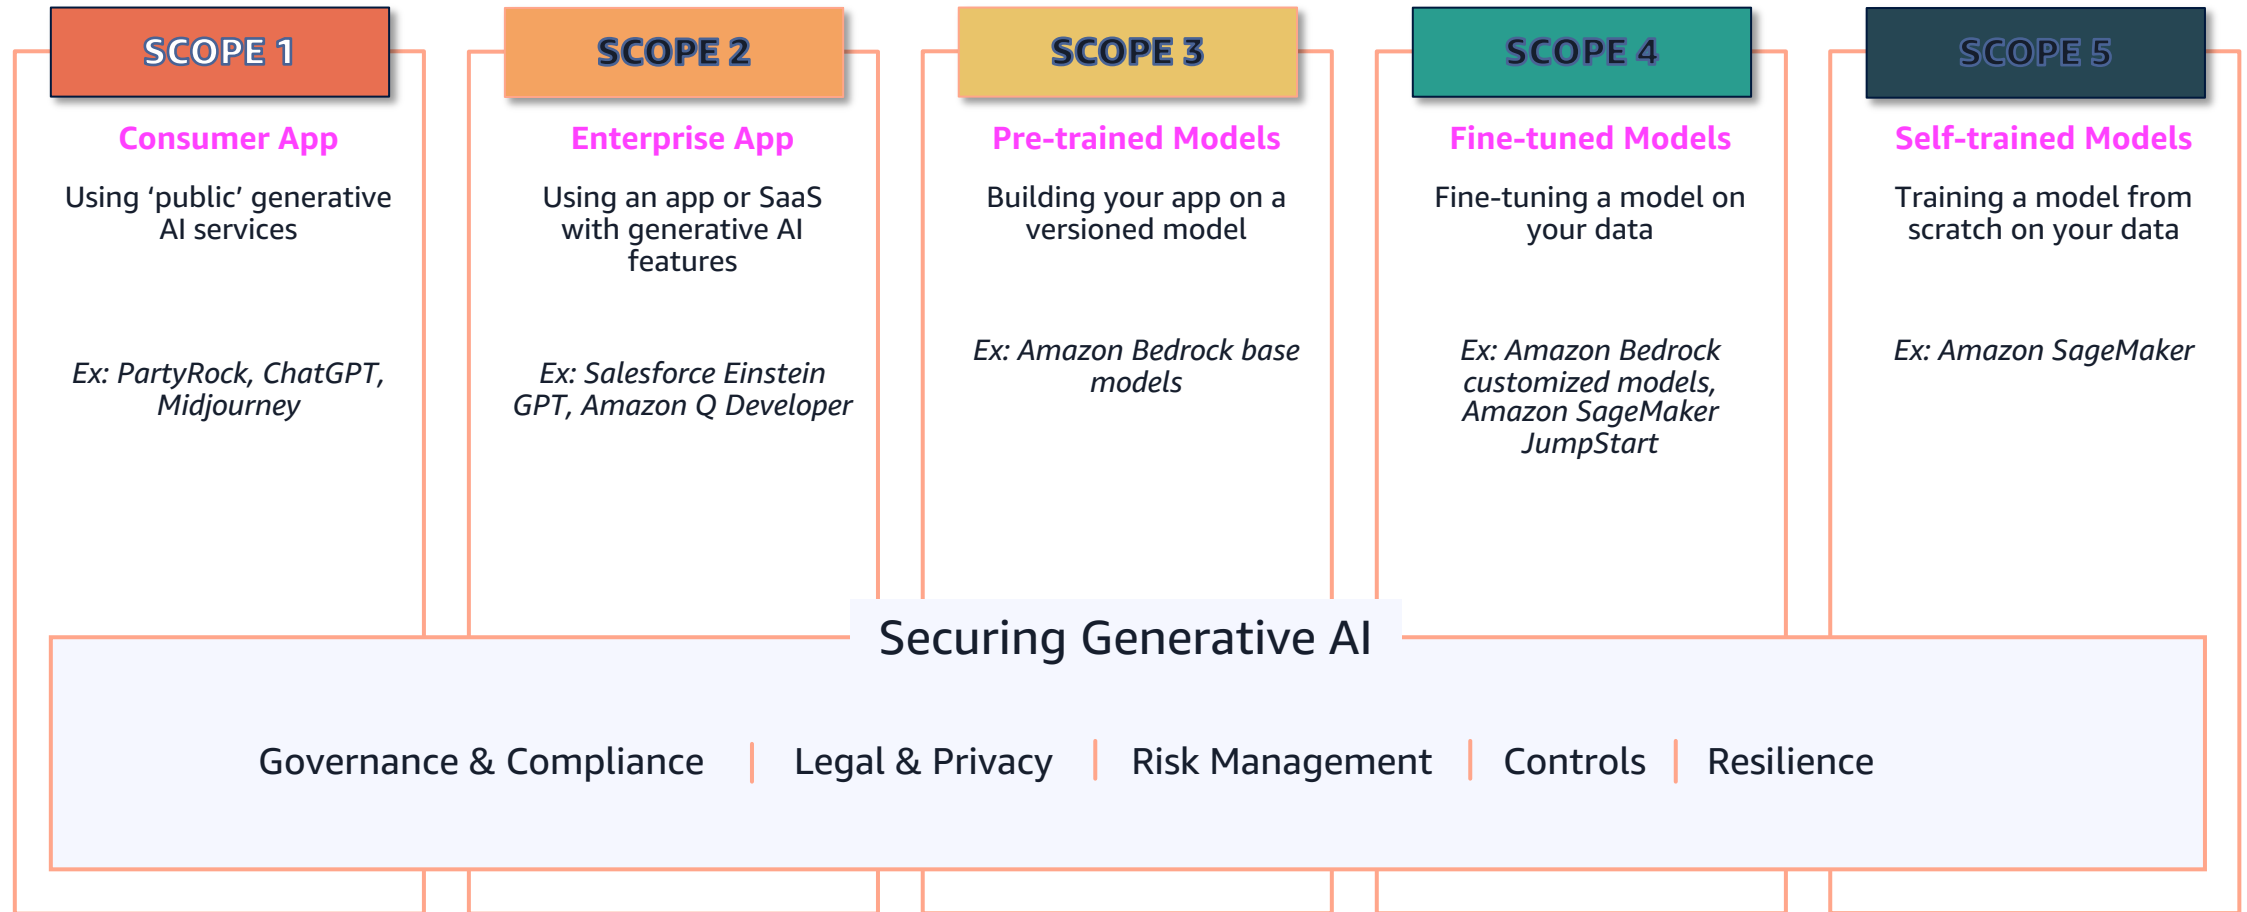 SCOPE 1
Consumer App
Using ‘public’ generative
AI services
Ex: PartyRock, ChatGPT,
Midjourney
SCOPE 2
Enterprise App
Using an app or SaaS
with generative AI
features
Ex: Salesforce Einstein
GPT, Amazon Q Developer
SCOPE 3
Pre-trained Models
Building your app on a
versioned model
Ex: Amazon Bedrock base
models
SCOPE 4
Fine-tuned Models
Fine-tuning a model on
your data
Ex: Amazon Bedrock
customized models,
Amazon SageMaker
JumpStart
SCOPE 5
Self-trained Models
Training a model from
scratch on your data
Ex: Amazon SageMaker
Securing Generative AI
Governance & Compliance | Legal & Privacy | Risk Management | Controls | Resilience